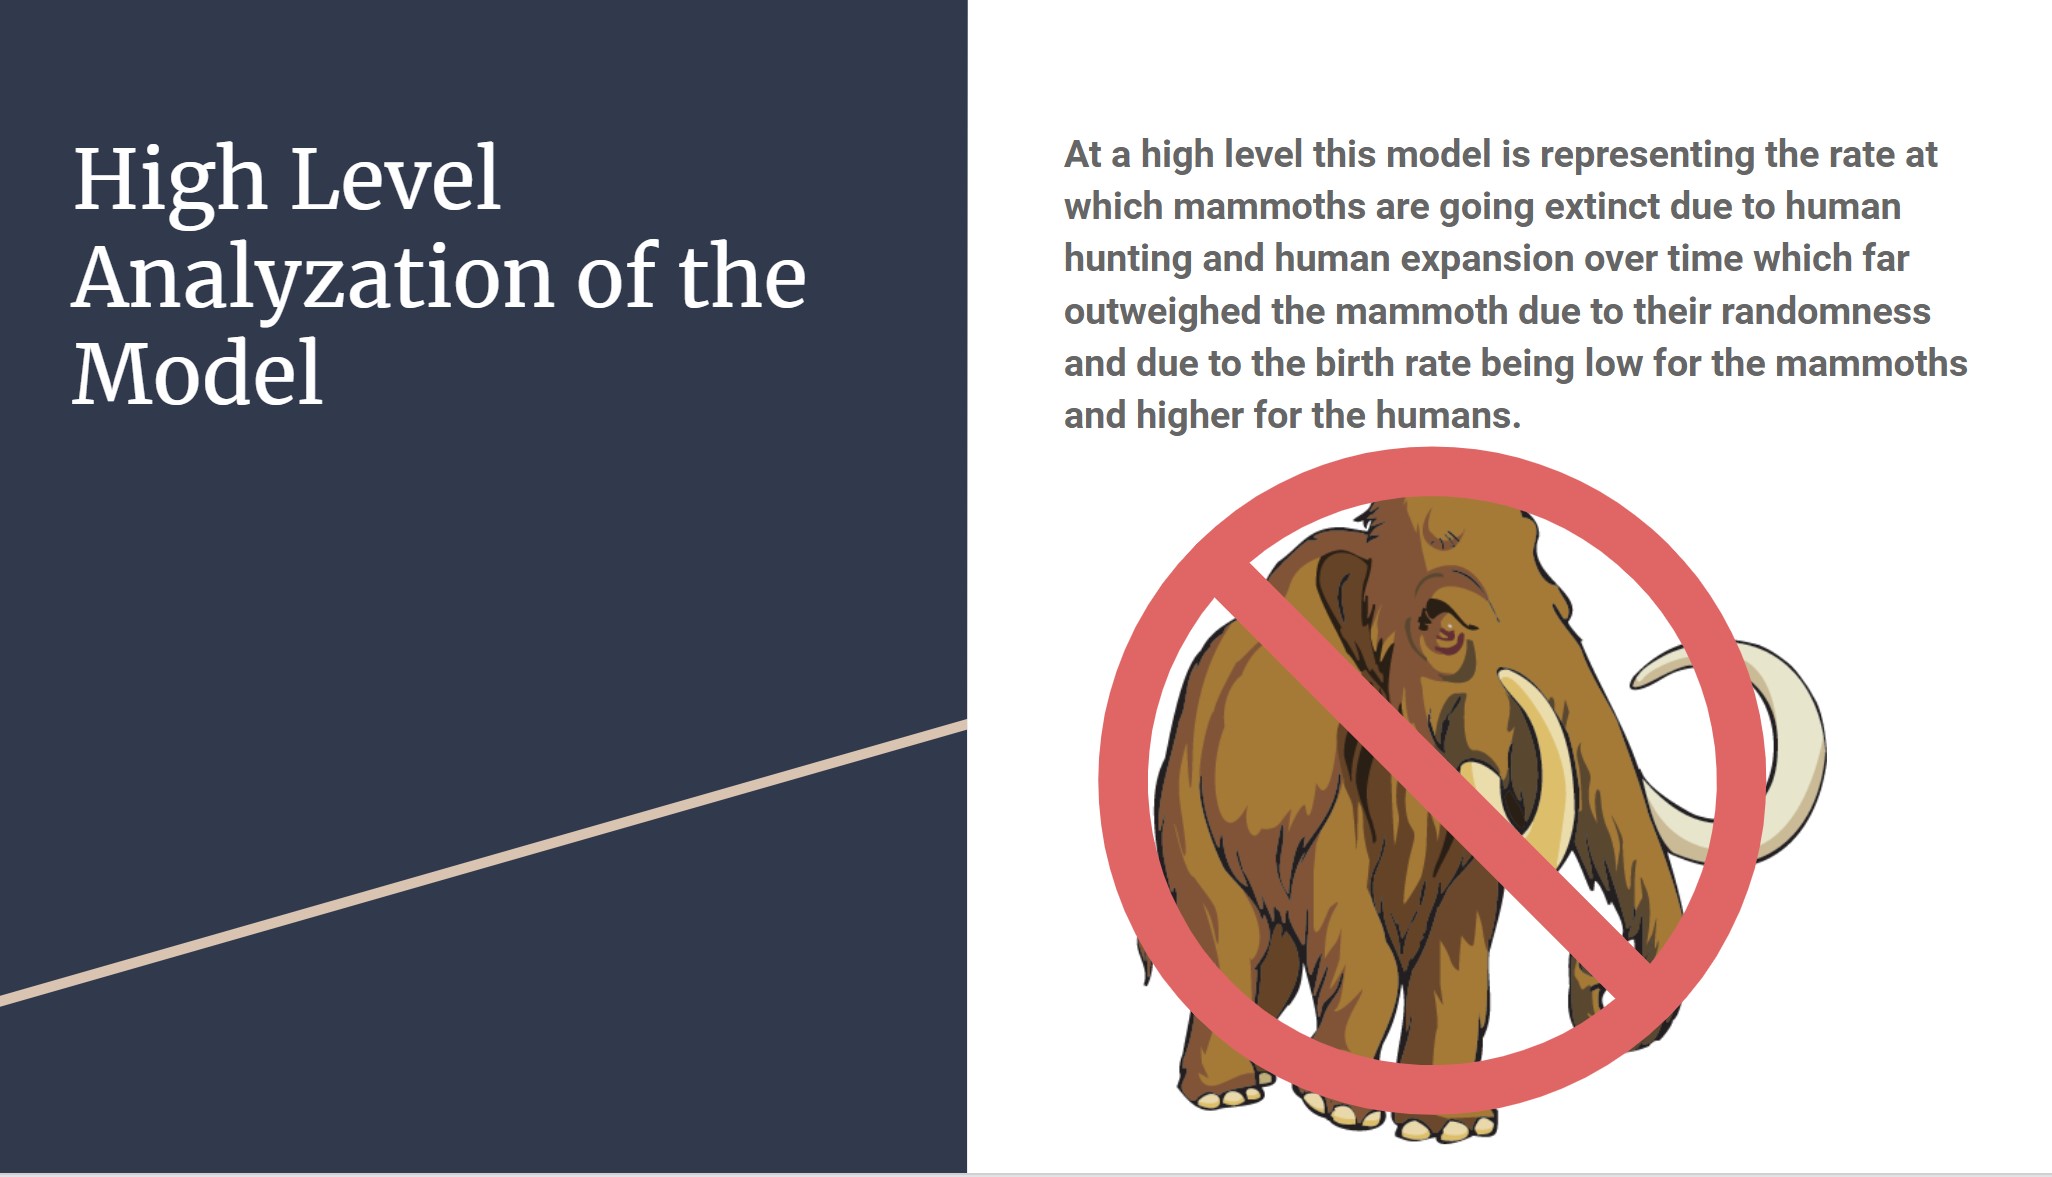 High Level
Analyzation of the
Model
At a high level this model is representing the rate at
which mammoths are going extinct due to human
hunting and human expansion over time which far
outweighed the mammoth due to their randomness
and due to the birth rate being low for the mammoths
and higher for the humans.